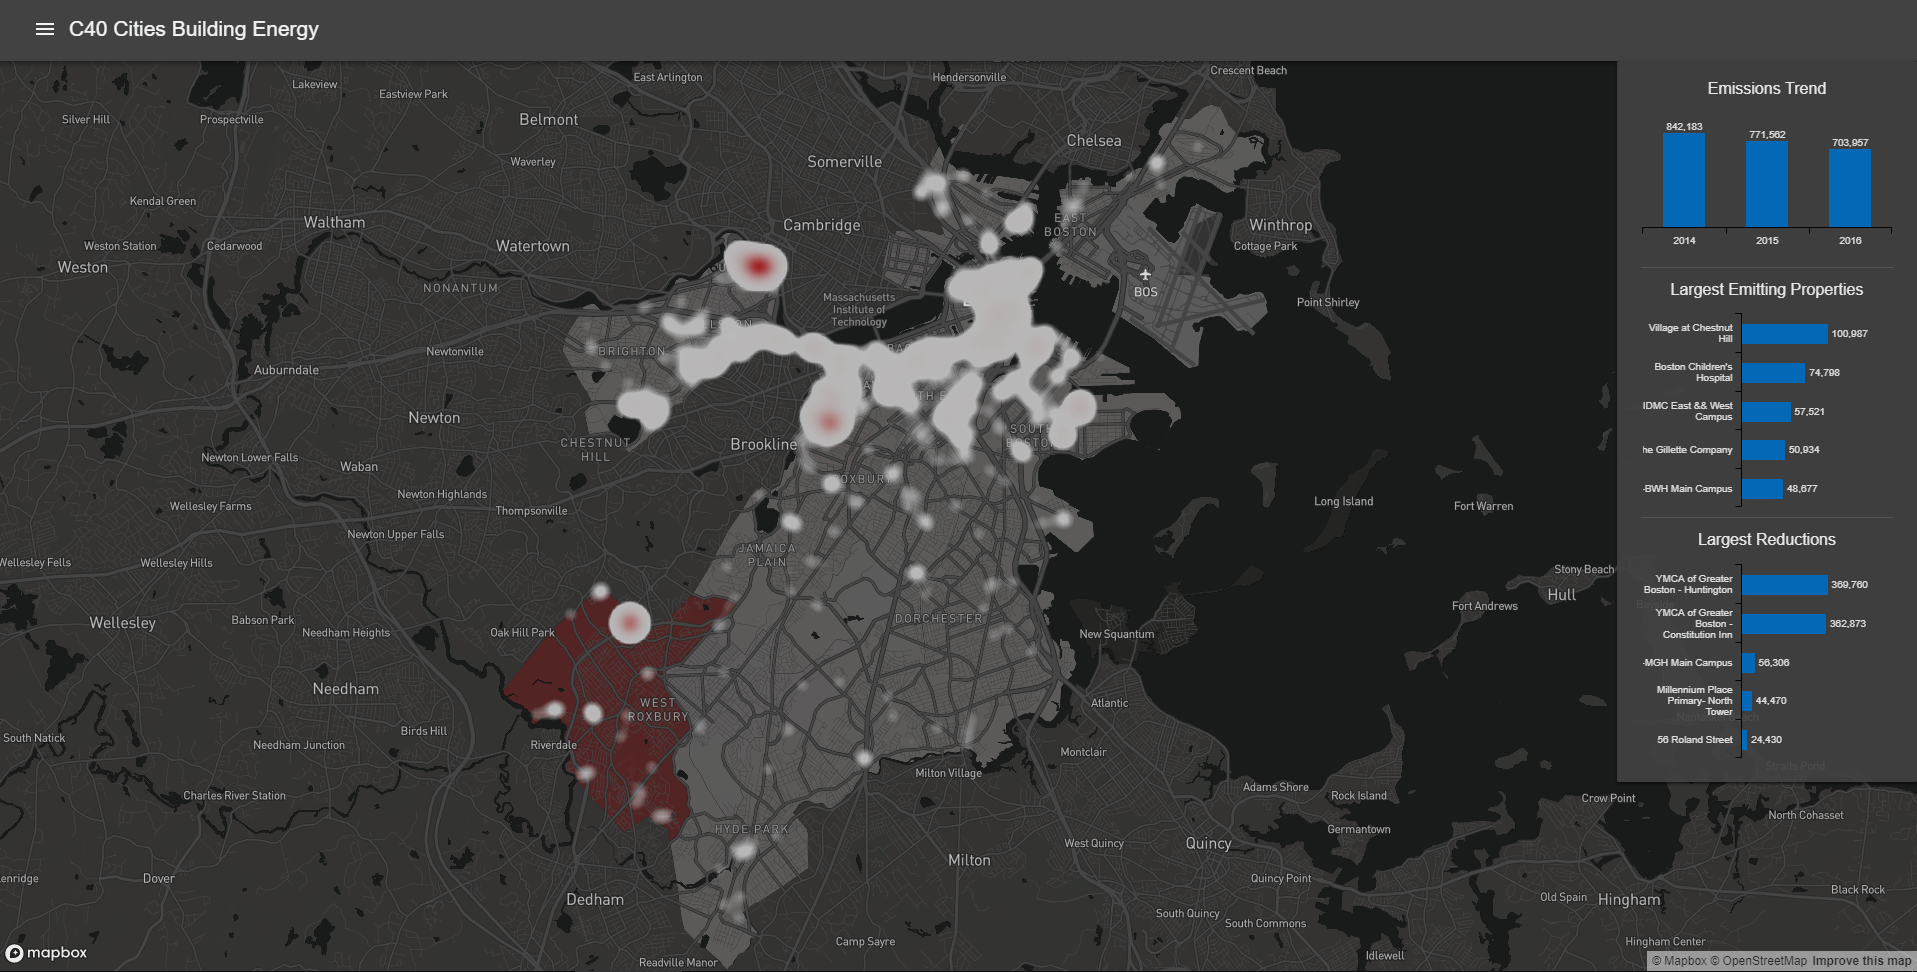 C40 Cities Building Energy
Emissions Trend
842,183
771,562
703,957
2014
2015
2016
Largest Emitting Properties
Village at Chestnut
Hill
100,987
Boston Children's
Hospital
74,798
IDMC East && West
Campus
57,521
he Gillette Company
50,934
-BWH Main Campus
48,677
Largest Reductions
YMCA of Greater
Boston - Huntington
369,760
YMCA of Greater
Boston -
Constitution Inn
362,873
-MGH Main Campus
56,306
Millennium Place
Primary- North
Tower
44,470
56 Roland Street
24,430
Crescent Beach
East Arlington
Hendersonville
Lakeview
Eastview Park
Silver Hill
Prospectville
Belmont
Chelsea
Waverley
Somerville
Kendal Green
Waltham
Cambridge
EAST
BOSTON
Winthrop
Weston Station
Cedarwood
Watertown
Cottage Park
Weston
NONANTUM
BOS
Massachusetts
Institute of
Technology
Point Shirley
BRIGHTON
Newtonville
Auburndale
Newton
CHESTNUT
HILL
Brookline
SOUTH
BOSTON
Newton Lower Falls
Waban
OXBURY
Newton Highlands
Long Island
Fort Warren
Wellesley Farms
Thompsonville
Newton Upper Falls
JAMAICA
PLAIN
Wellesley Fells
Wellesley Hills
Stony Beach
Hull
Fort Andrews
Wellesley
Babson Park
Needham Heights
Oak Hill Park
DORCHESTER
New Squantum
Needham
WEST
ROXBURY
Atlantic
South Natick
Needham Junction
Birds Hill
Riverdale
Montclair
Milton Village
Straits Pond
Charles River Station
Adams Shore
Rock Island
Crow Point
North Cohasset
HYDE PARK
Germantown
West Quincy
Quincy
Milton
enridge
Dover
Quincy Point
Black Rock
Dedham
Old Spain
Hingham
South Quincy
South Commons
Camp Sayre
Hingham Center
Readville Manor
Idlewell
mapbox
© Mapbox © OpenStreetMap Improve this map